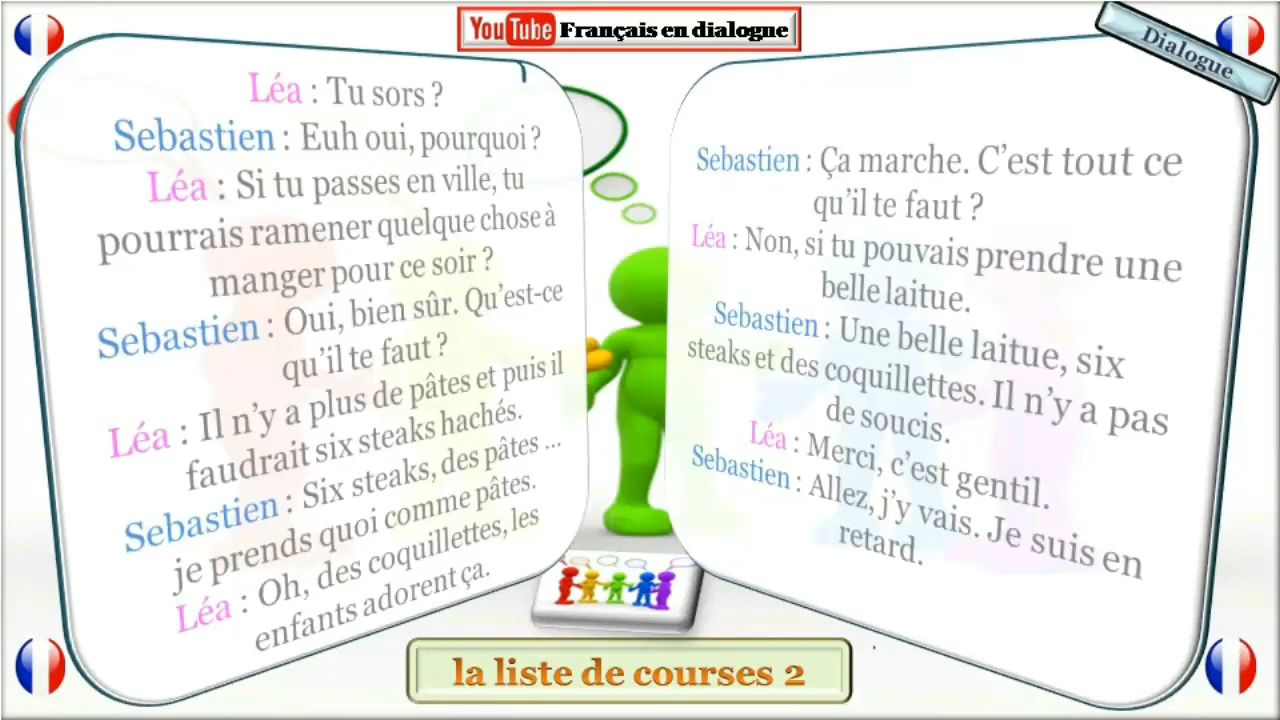 YouTube Français en dialogue
Dialogue
Léa : Tu sors ?
Sebastien : Euh oui, pourquoi ?
Léa : Si tu passes en ville, tu
pourrais ramener quelque chose à
manger pour ce soir ?
Sebastien : Oui, bien sûr. Qu'est-ce
qu'il te faut ?
Léa : Il n'y a plus de pâtes et puis il
faudrait six steaks hachés.
Sebastien : Six steaks, des pâtes ...
je prends quoi comme pâtes.
Léa : Oh, des coquillettes, les
enfants adorent ça.
Sebastien : Ça marche. C'est tout ce
qu'il te faut ?
Léa : Non, si tu pouvais prendre une
belle laitue.
Sebastien : Une belle laitue, six
steaks et des coquillettes. Il n'y a pas
de soucis.
Léa : Merci, c'est gentil.
Sebastien : Allez, j'y vais. Je suis en
retard.
la liste de courses 2